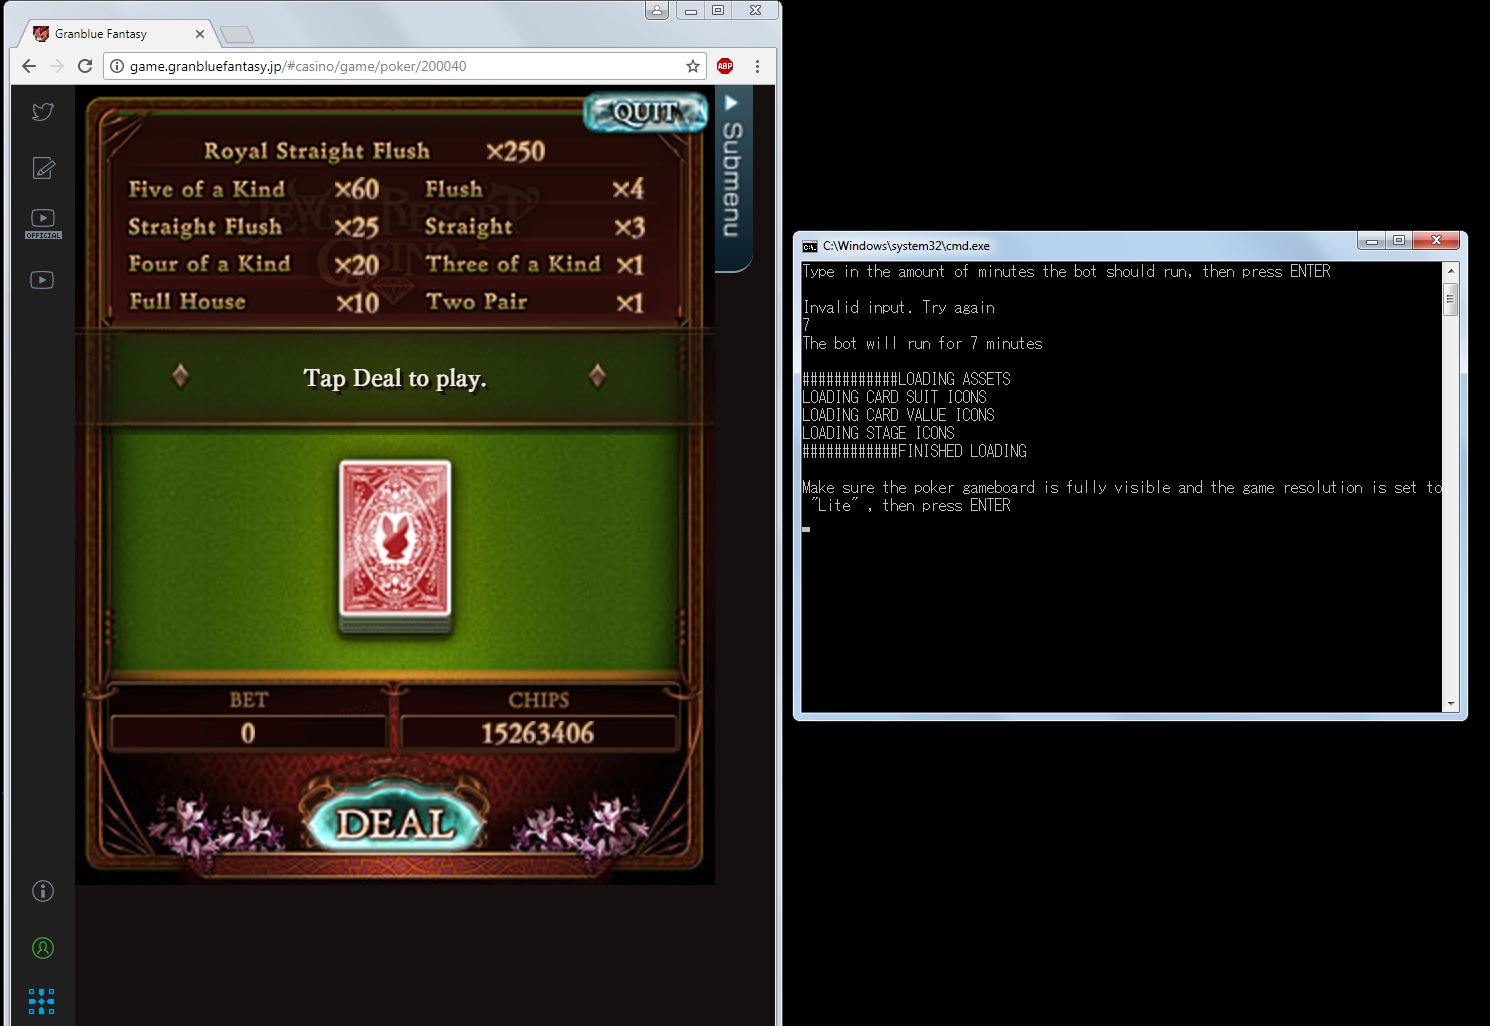 Granblue Fantasy
game.granbluefantasy.jp/#casino/game/poker/200040
ABP
OFFICIAL
QUIT
Submenu
Royal Straight Flush ×250
Five of a Kind ×60 Flush ×4
Straight Flush ×25 Straight ×3
Four of a Kind ×20 Three of a Kind ×1
Full House ×10 Two Pair ×1
Tap Deal to play.
BET CHIPS
0 15263406
DEAL
C:\Windows\system32\cmd.exe
Type in the amount of minutes the bot should run, then press ENTER
Invalid input. Try again
7
The bot will run for 7 minutes
############LOADING ASSETS
LOADING CARD SUIT ICONS
LOADING CARD VALUE ICONS
LOADING STAGE ICONS
############FINISHED LOADING
Make sure the poker gameboard is fully visible and the game resolution is set to
"Lite" , then press ENTER